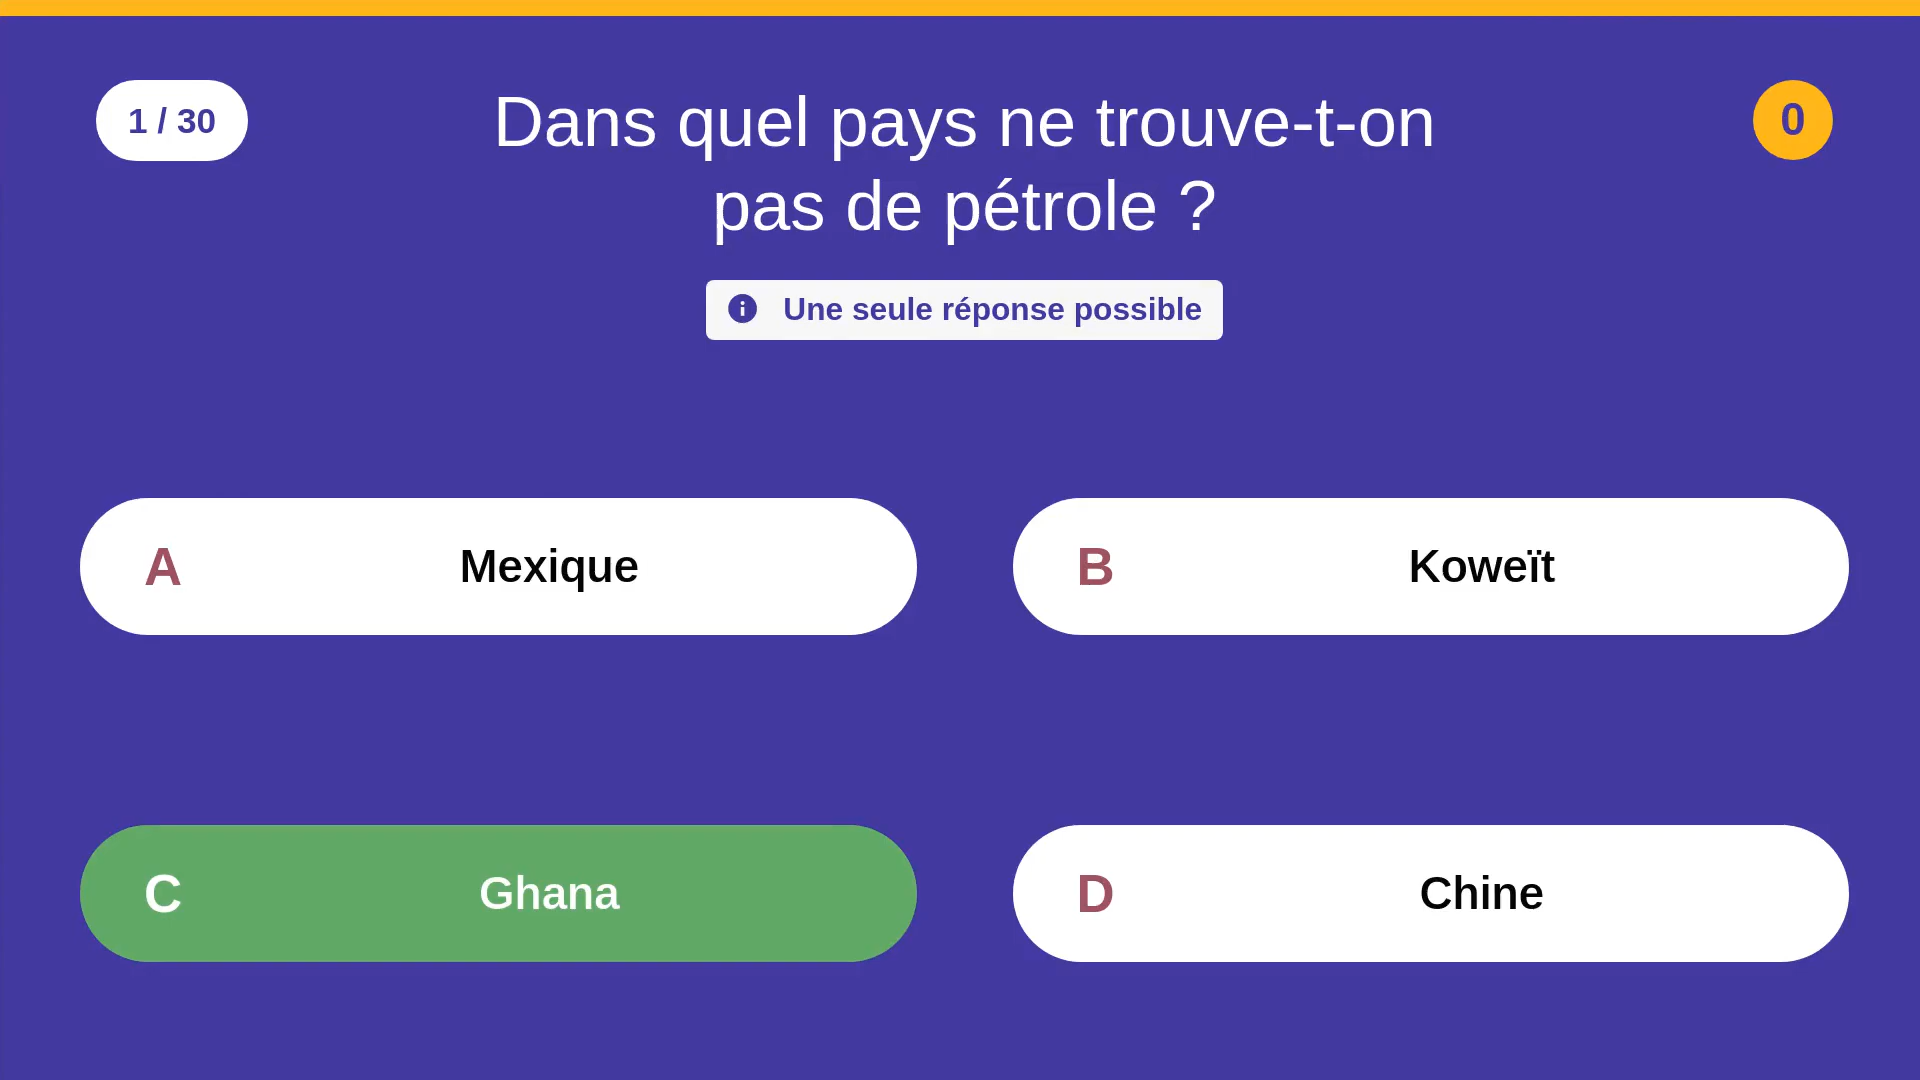 1 / 30
Dans quel pays ne trouve-t-on
pas de pétrole ?
0
Une seule réponse possible
A Mexique
B Koweït
C Ghana
D Chine